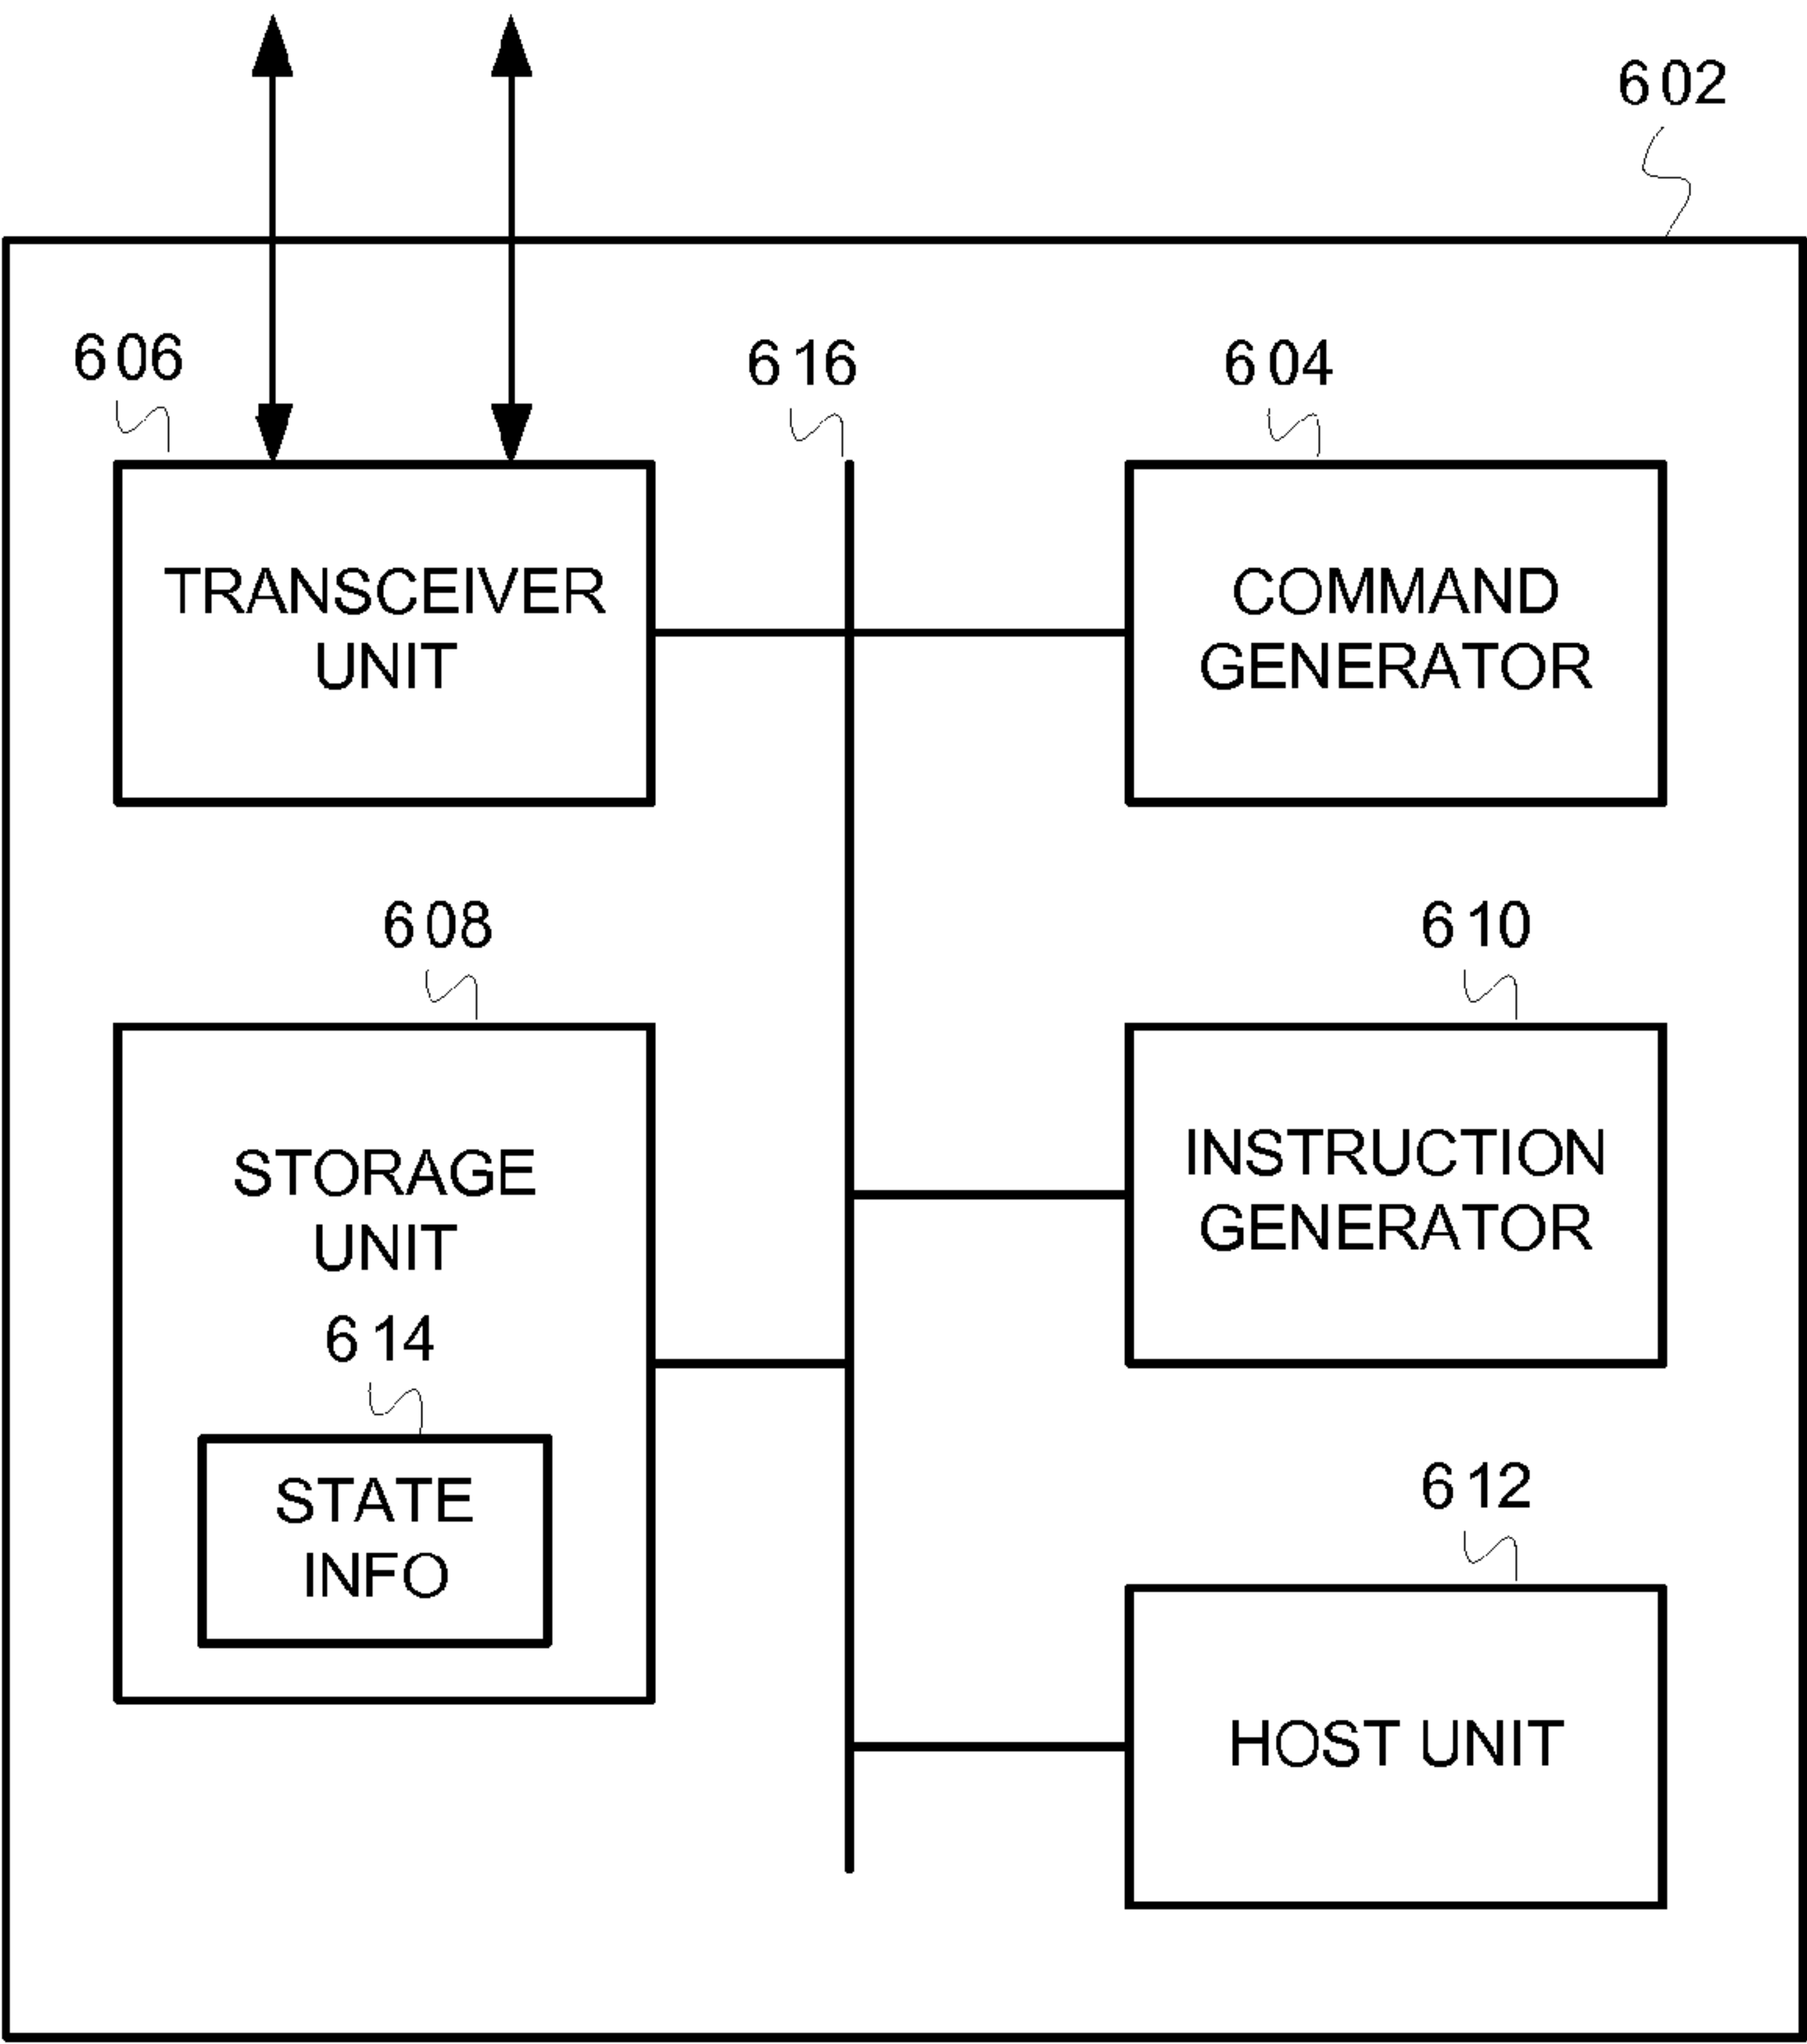 602
606
616
604
TRANSCEIVER
UNIT
COMMAND
GENERATOR
608
610
STORAGE
UNIT
INSTRUCTION
GENERATOR
614
STATE
INFO
612
HOST UNIT